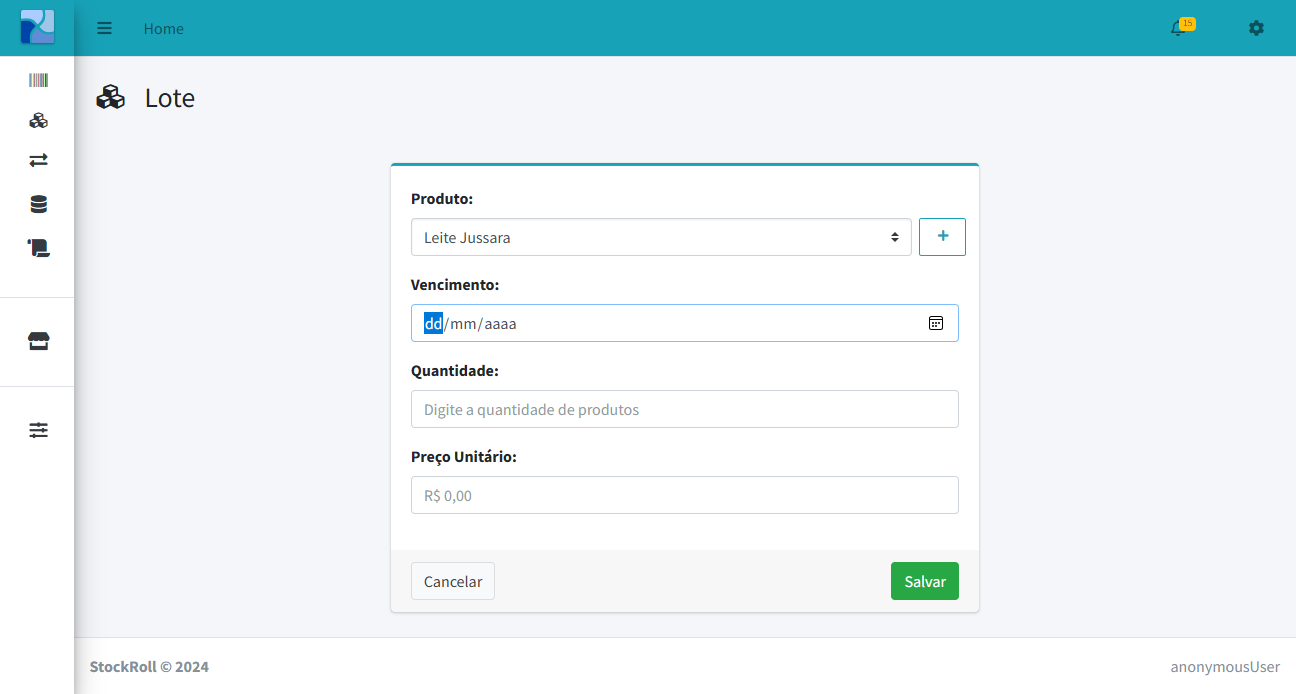 Home
15
Lote
Produto:
Leite Jussara
+
Vencimento:
dd/mm/aaaa
Quantidade:
Digite a quantidade de produtos
Preço Unitário:
R$ 0,00
Cancelar
Salvar
StockRoll © 2024
anonymousUser